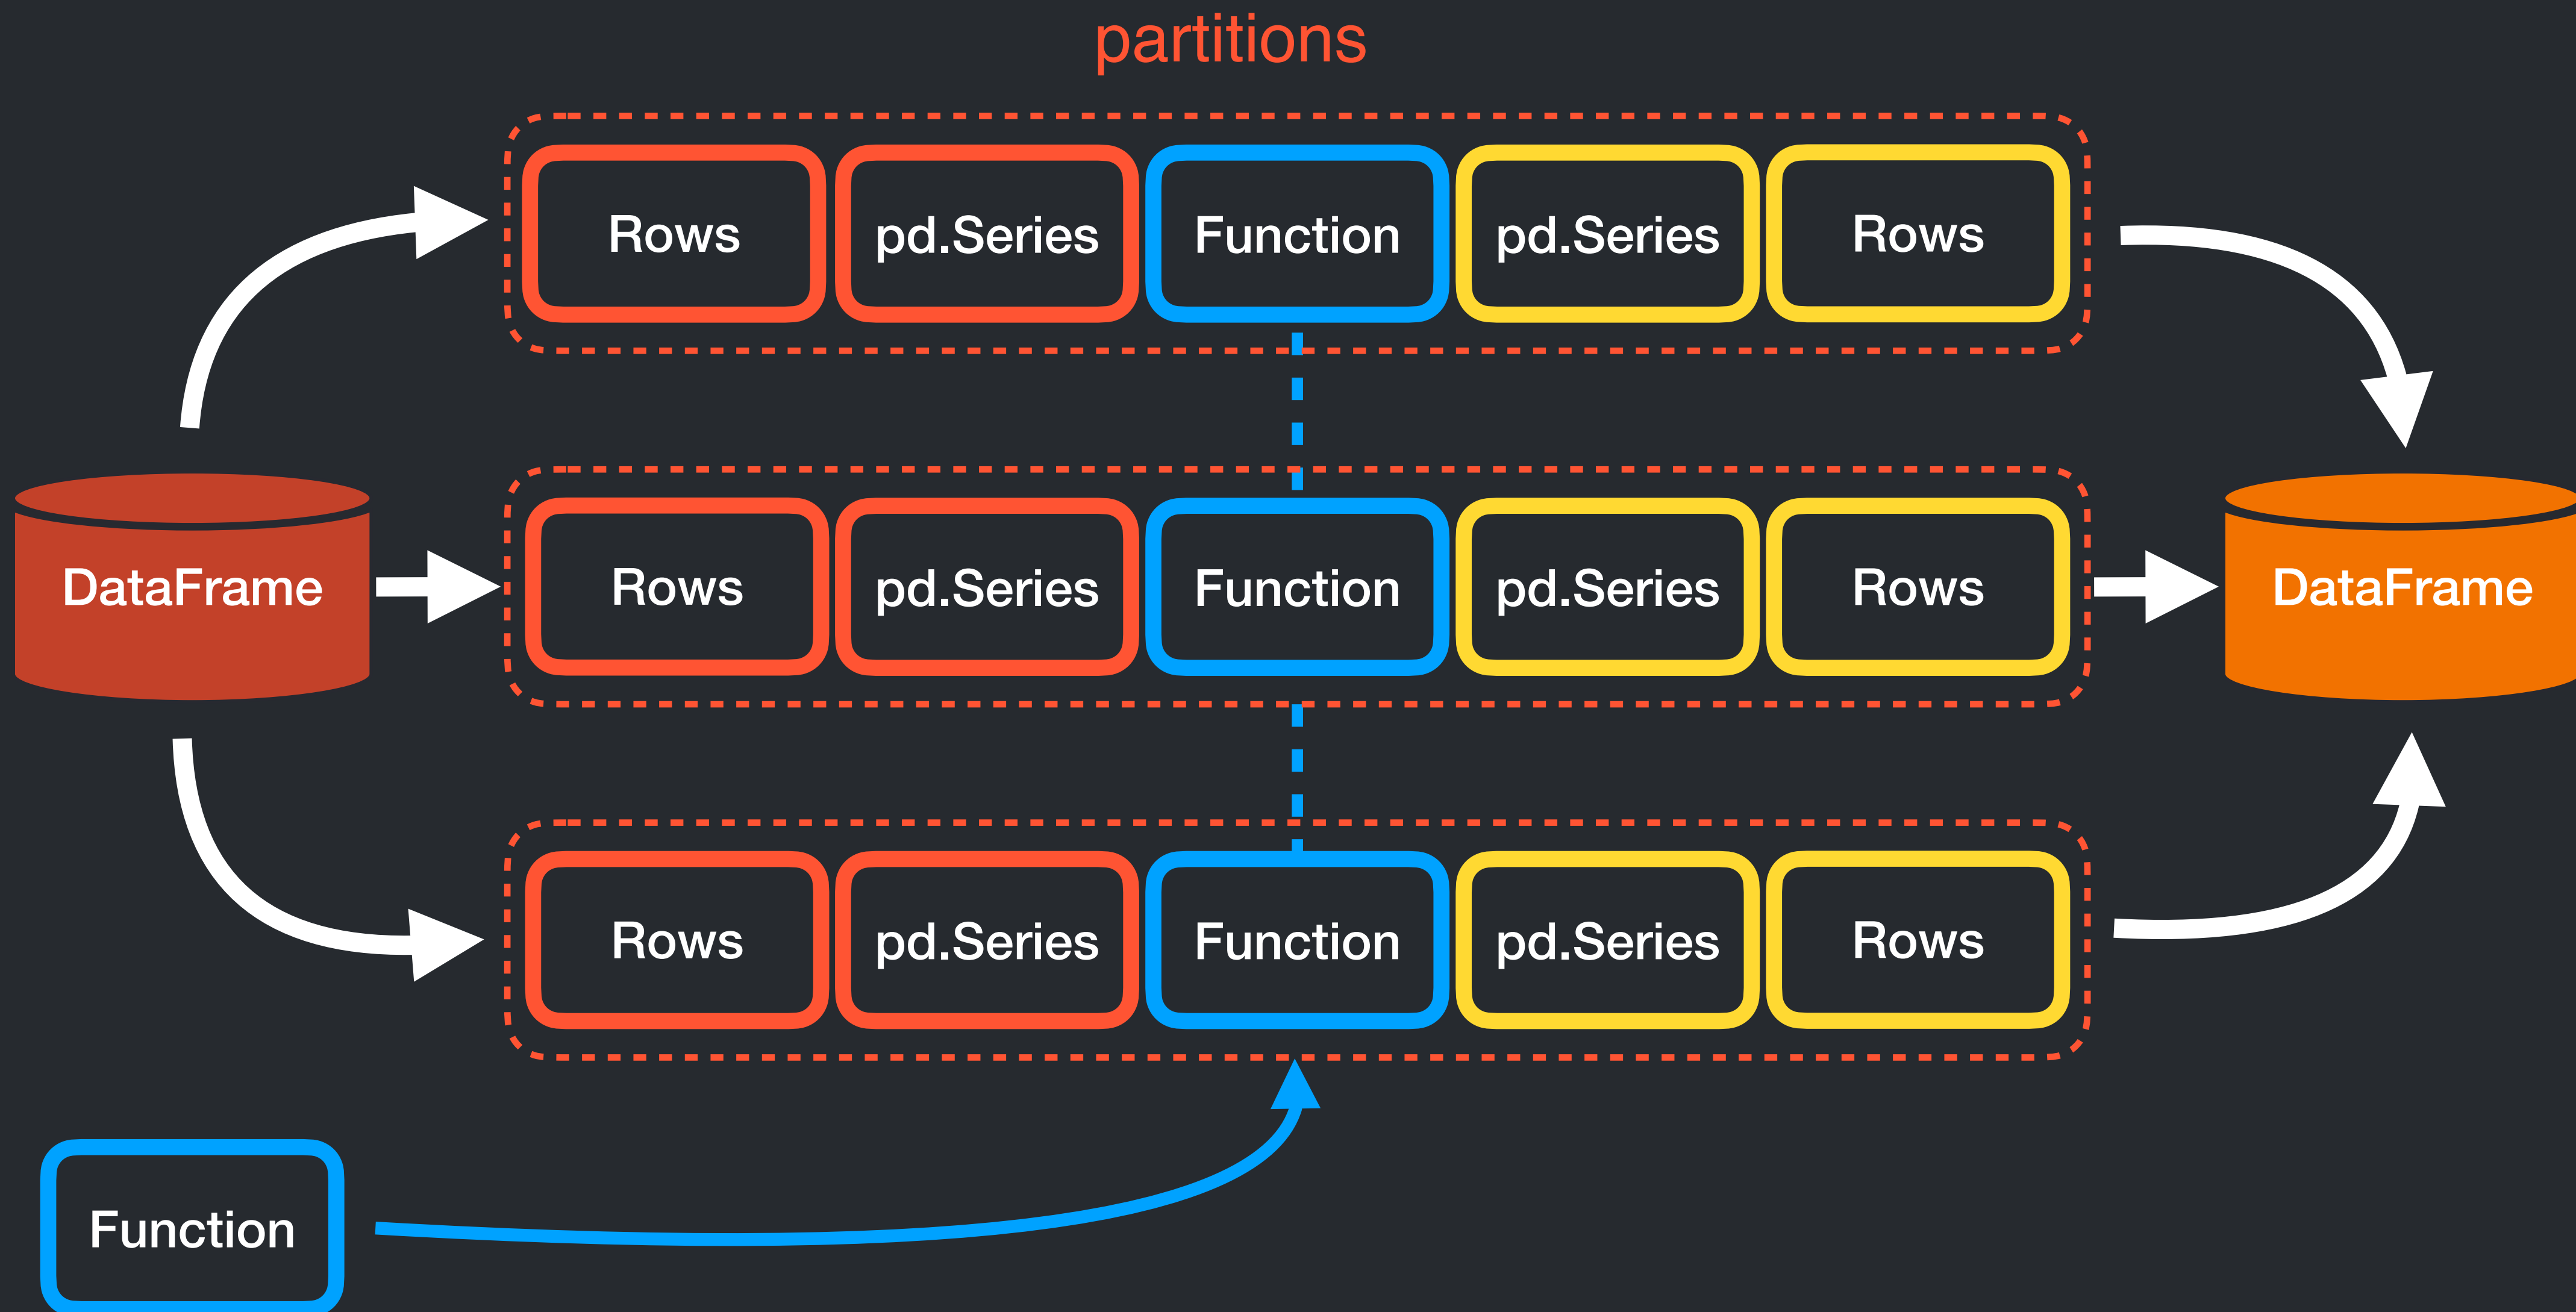 partitions
Rows pd.Series Function pd.Series Rows
DataFrame Rows pd.Series Function pd.Series Rows DataFrame
Rows pd.Series Function pd.Series Rows
Function